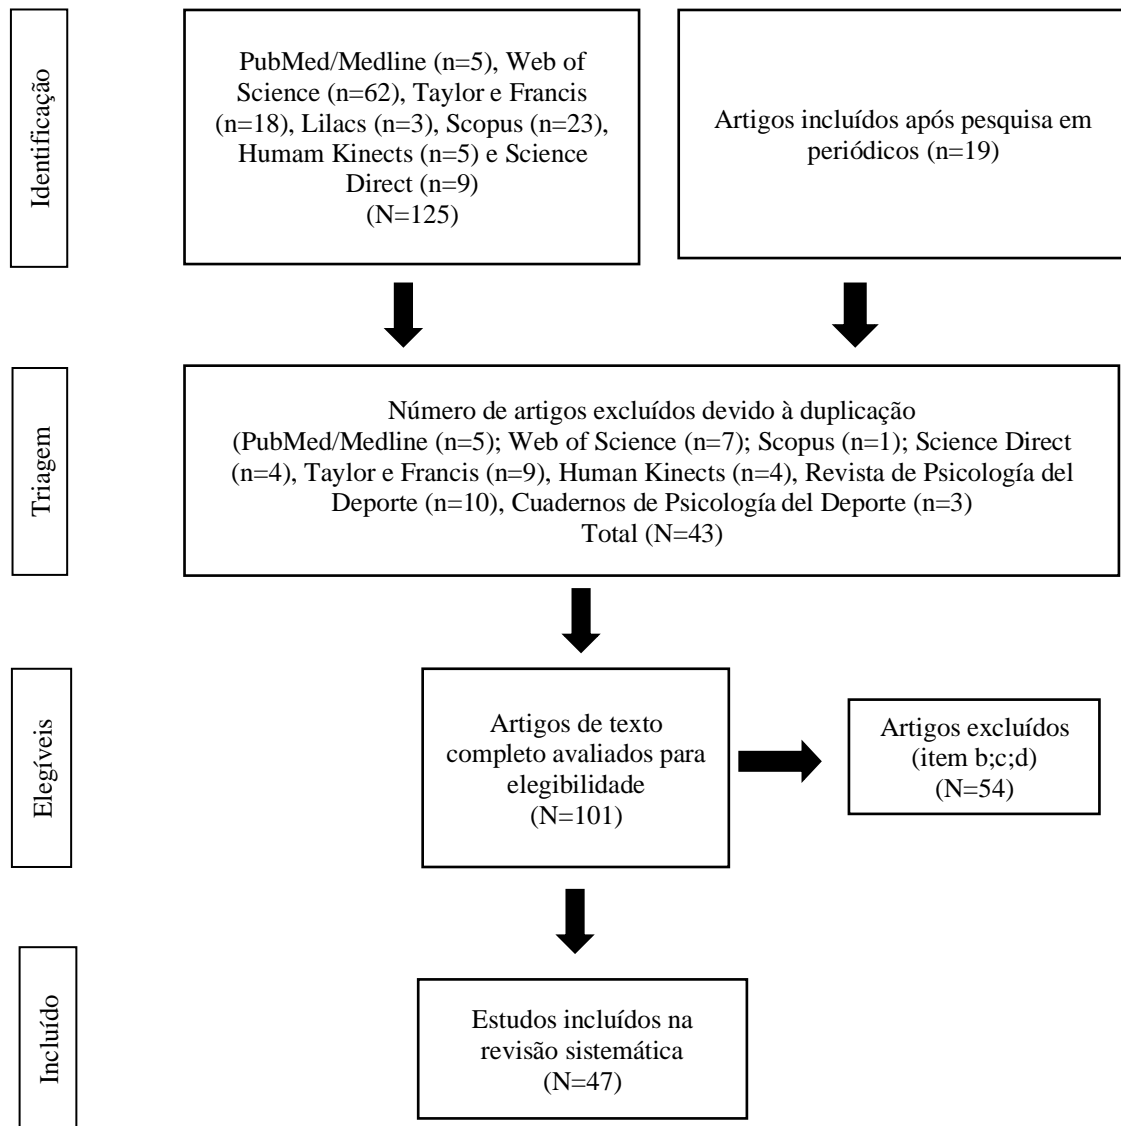 Identificação
PubMed/Medline (n=5), Web of
Science (n=62), Taylor e Francis
(n=18), Lilacs (n=3), Scopus (n=23),
Humam Kinects (n=5) e Science
Direct (n=9)
(N=125)
Artigos incluídos após pesquisa em
periódicos (n=19)
Triagem
Número de artigos excluídos devido à duplicação
(PubMed/Medline (n=5); Web of Science (n=7); Scopus (n=1); Science Direct
(n=4), Taylor e Francis (n=9), Human Kinects (n=4), Revista de Psicología del
Deporte (n=10), Cuadernos de Psicología del Deporte (n=3)
Total (N=43)
Elegíveis
Artigos de texto
completo avaliados para
elegibilidade
(N=101)
Artigos excluídos
(item b;c;d)
(N=54)
Incluído
Estudos incluídos na
revisão sistemática
(N=47)